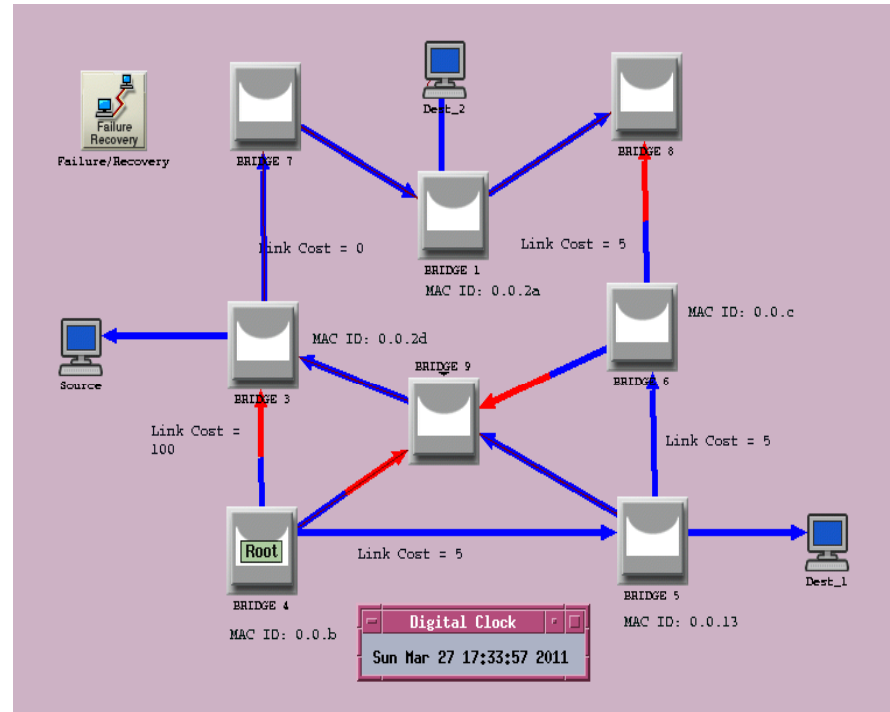 Dest_2
Failure
Recovery
Failure/Recovery
BRIDGE 7
BRIDGE 8
Link Cost = 0
Link Cost = 5
BRIDGE 1
MAC ID: 0.0.2a
MAC ID: 0.0.c
MAC ID: 0.0.2d
BRIDGE 9
Source
BRIDGE 6
BRIDGE 3
Link Cost =
100
Link Cost = 5
Root
Link Cost = 5
Dest_1
BRIDGE 5
BRIDGE 4
MAC ID: 0.0.13
MAC ID: 0.0.b
Digital Clock
Sun Mar 27 17:33:57 2011